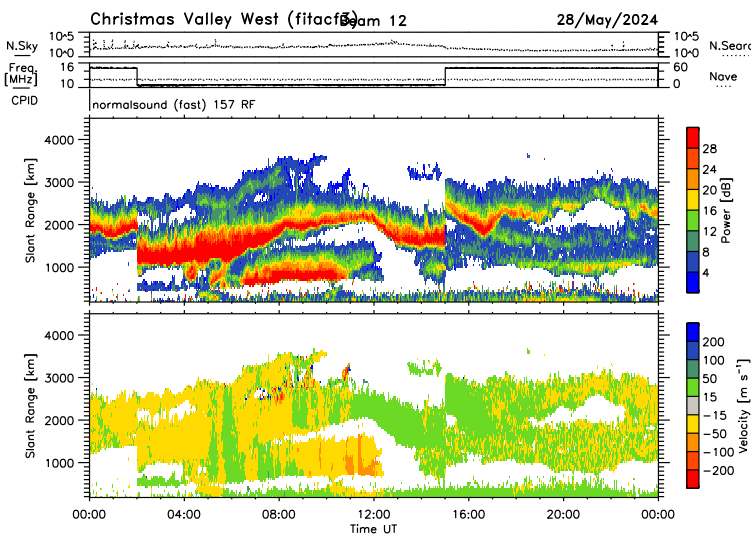 Christmas Valley West (fitacf3) Beam 12 28/May/2024
N.Sky 10^5 10^0 10^5 10^0 N.Searc
Freq. [MHz] 16 10 60 0 Nave
CPID normalsound (fast) 157 RF
Slant Range [km] 4000 3000 2000 1000
Power [dB] 28 24 20 16 12 8 4
Slant Range [km] 4000 3000 2000 1000
Velocity [m s⁻¹] 200 100 50 15 -15 -50 -100 -200
00:00 04:00 08:00 12:00 16:00 20:00 00:00
Time UT